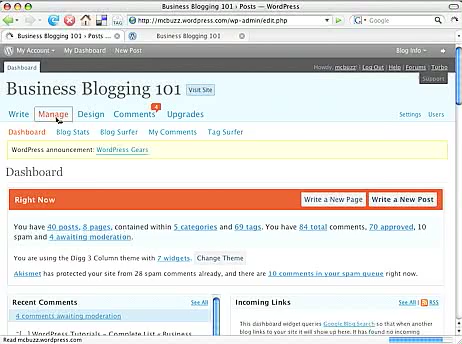 Business Blogging 101 › Posts — WordPress
http://mcbuzz.wordpress.com/wp-admin/edit.php
Google
TAG
Business Blogging 101 › Posts ›...
Business Blogging 101
My Account
My Dashboard
New Post
Blog Info
Dashboard
Howdy, mcbuzz! | Log Out | Help | Forums | Turbo
Support
Business Blogging 101
Visit Site
Write
Manage
Design
Comments
4
Upgrades
Settings
Users
Dashboard
Blog Stats
Blog Surfer
My Comments
Tag Surfer
WordPress announcement: WordPress Gears
Dashboard
Right Now
Write a New Page
Write a New Post
You have 40 posts, 8 pages, contained within 5 categories and 69 tags. You have 84 total comments, 70 approved, 10
spam and 4 awaiting moderation.
You are using the Digg 3 Column theme with 7 widgets.
Change Theme
Akismet has protected your site from 28 spam comments already, and there are 10 comments in your spam queue right now.
Recent Comments
See All
Incoming Links
See All | RSS
4 comments awaiting moderation
This dashboard widget queries Google Blog Search so that when another
blog links to your site it will show up here. It has found no incoming
"[...] WordPress Tutorials – Complete List « Business
Read mcbuzz.wordpress.com